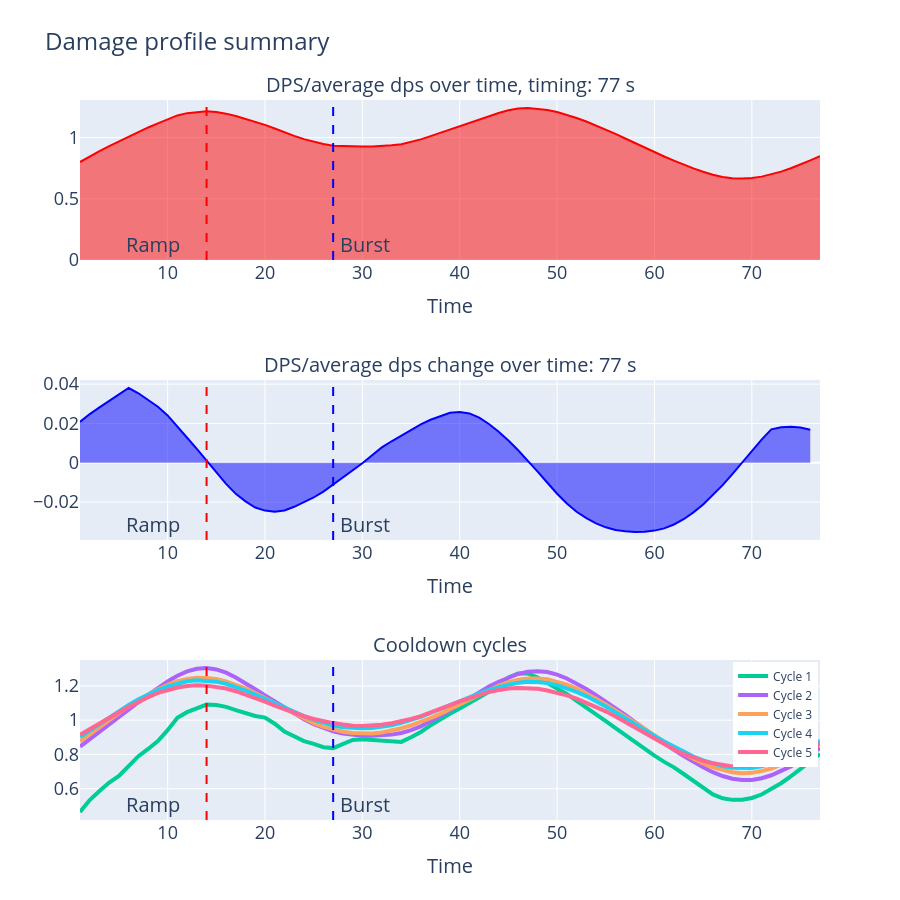 Damage profile summary
DPS/average dps over time, timing: 77 s
1
0.5
0
Ramp
Burst
10 20 30 40 50 60 70
Time
DPS/average dps change over time: 77 s
0.04
0.02
0
−0.02
Ramp
Burst
10 20 30 40 50 60 70
Time
Cooldown cycles
1.2
1
0.8
0.6
Cycle 1
Cycle 2
Cycle 3
Cycle 4
Cycle 5
Ramp
Burst
10 20 30 40 50 60 70
Time